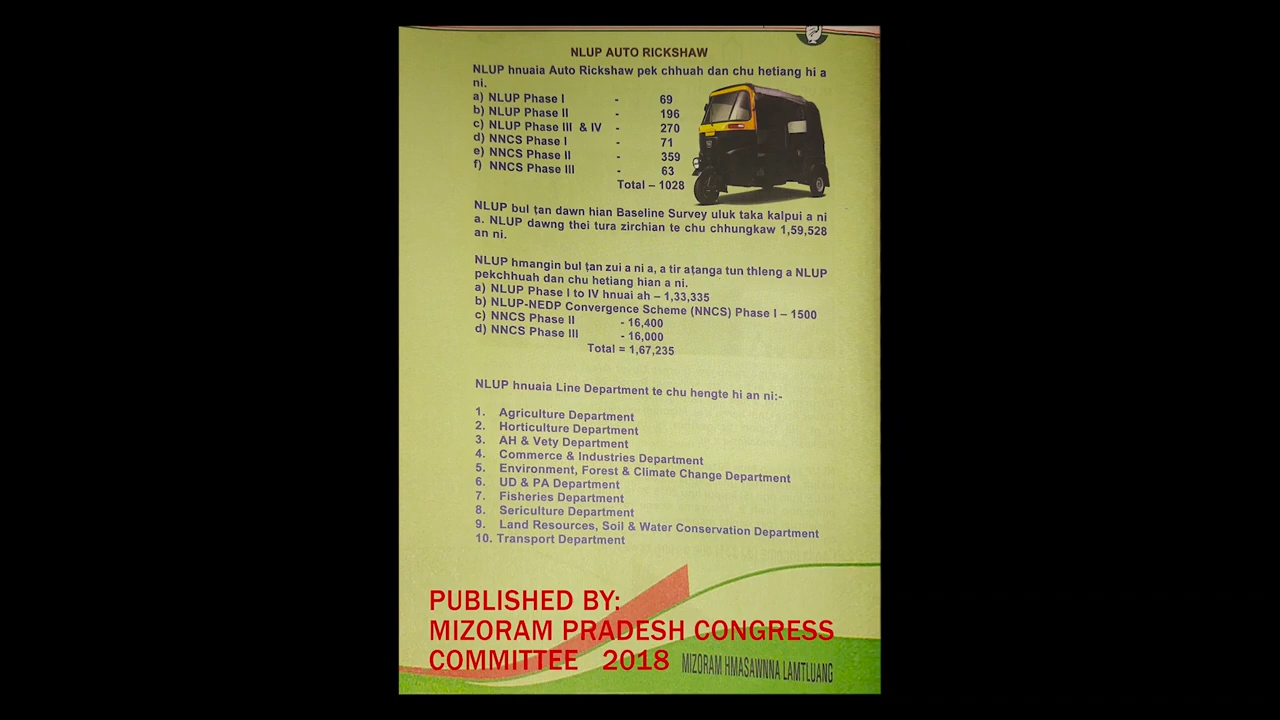 NLUP AUTO RICKSHAW
NLUP hnuaia Auto Rickshaw pek chhuah dan chu hetiang hi a
ni.
a) NLUP Phase I - 69
b) NLUP Phase II - 196
c) NLUP Phase III & IV - 270
d) NNCS Phase I - 71
e) NNCS Phase II - 359
f) NNCS Phase III - 63
Total – 1028
NLUP bul ṭan dawn hian Baseline Survey uluk taka kalpui a ni
a. NLUP dawng thei tura zirchian te chu chhungkaw 1,59,528
an ni.
NLUP hmangin bul ṭan zui a ni a, a tir aṭanga tun thleng a NLUP
pekchhuah dan chu hetiang hian a ni.
a) NLUP Phase I to IV hnuai ah – 1,33,335
b) NLUP-NEDP Convergence Scheme (NNCS) Phase I – 1500
c) NNCS Phase II - 16,400
d) NNCS Phase III - 16,000
Total = 1,67,235
NLUP hnuaia Line Department te chu hengte hi an ni:-
1. Agriculture Department
2. Horticulture Department
3. AH & Vety Department
4. Commerce & Industries Department
5. Environment, Forest & Climate Change Department
6. UD & PA Department
7. Fisheries Department
8. Sericulture Department
9. Land Resources, Soil & Water Conservation Department
10. Transport Department
PUBLISHED BY:
MIZORAM PRADESH CONGRESS
COMMITTEE 2018
MIZORAM HMASAWNNA LAMTLUANG